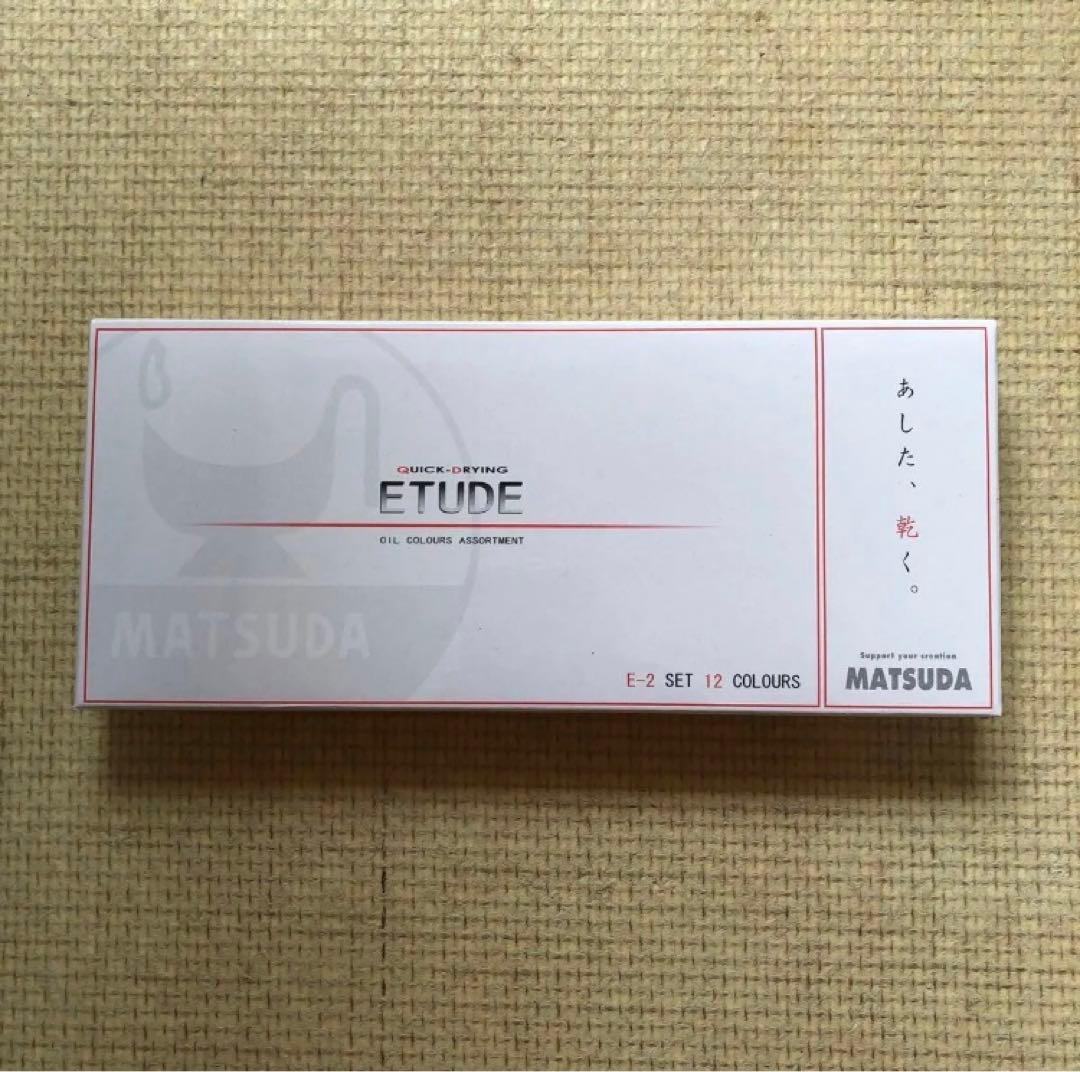 QUICK-DRYING
ETUDE
OIL COLOURS ASSORTMENT
MATSUDA
E-2 SET 12 COLOURS
あした、乾く。
Support your creation
MATSUDA